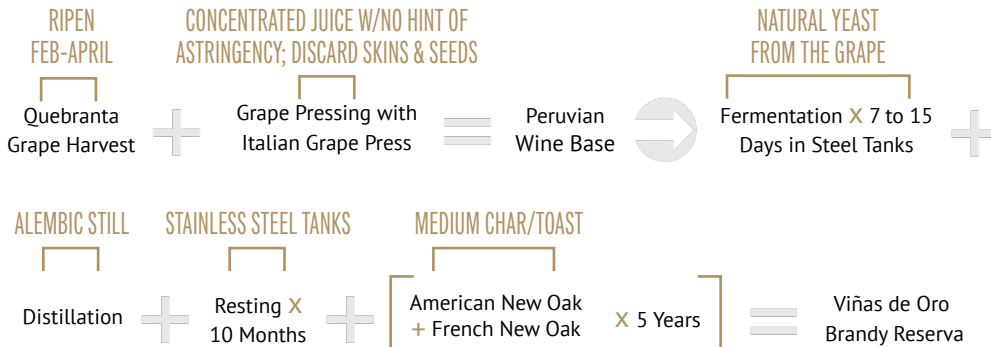 RIPEN
FEB-APRIL
CONCENTRATED JUICE W/NO HINT OF
ASTRINGENCY; DISCARD SKINS & SEEDS
NATURAL YEAST
FROM THE GRAPE
Quebranta
Grape Harvest
+
Grape Pressing with
Italian Grape Press
=
Peruvian
Wine Base
Fermentation X 7 to 15
Days in Steel Tanks
+
ALEMBIC STILL
STAINLESS STEEL TANKS
MEDIUM CHAR/TOAST
Distillation
+
Resting X
10 Months
+
American New Oak
+ French New Oak
X 5 Years
=
Viñas de Oro
Brandy Reserva